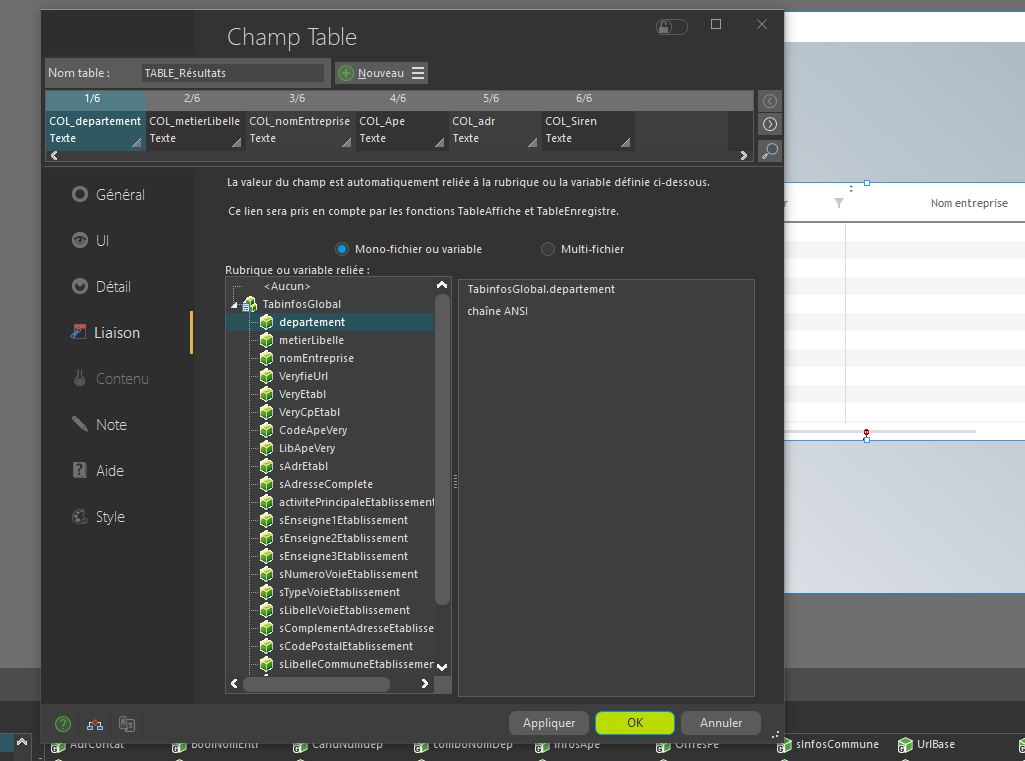 Champ Table
Nom table :
TABLE_Résultats
Nouveau
1/6
2/6
3/6
4/6
5/6
6/6
COL_departement
COL_metierLibelle
COL_nomEntreprise
COL_Ape
COL_adr
COL_Siren
Texte
Texte
Texte
Texte
Texte
Texte
Général
UI
Détail
Liaison
Contenu
Note
Aide
Style
La valeur du champ est automatiquement reliée à la rubrique ou la variable définie ci-dessous.
Ce lien sera pris en compte par les fonctions TableAffiche et TableEnregistre.
Mono-fichier ou variable
Multi-fichier
Rubrique ou variable reliée :
<Aucun>
TabinfosGlobal
departement
metierLibelle
nomEntreprise
VeryfieUrl
VeryEtabl
VeryCpEtabl
CodeApeVery
LibApeVery
sAdrEtabl
sAdresseComplete
activitePrincipaleEtablissement
sEnseigne1Etablissement
sEnseigne2Etablissement
sEnseigne3Etablissement
sNumeroVoieEtablissement
sTypeVoieEtablissement
sLibelleVoieEtablissement
sComplementAdresseEtablisse
sCodePostalEtablissement
sLibelleCommuneEtablissemer
TabinfosGlobal.departement
chaîne ANSI
Appliquer
OK
Annuler
r
Nom entreprise
AdrContat
BoolNomEntr
CandNumdep
comboNomDep
InfosApe
OffresPe
sInfosCommune
UrlBase